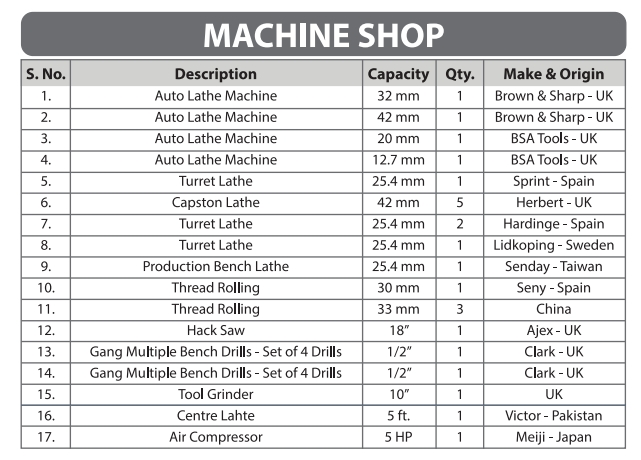 MACHINE SHOP
S. No. Description Capacity Qty. Make & Origin
1. Auto Lathe Machine 32 mm 1 Brown & Sharp - UK
2. Auto Lathe Machine 42 mm 1 Brown & Sharp - UK
3. Auto Lathe Machine 20 mm 1 BSA Tools - UK
4. Auto Lathe Machine 12.7 mm 1 BSA Tools - UK
5. Turret Lathe 25.4 mm 1 Sprint - Spain
6. Capston Lathe 42 mm 5 Herbert - UK
7. Turret Lathe 25.4 mm 2 Hardinge - Spain
8. Turret Lathe 25.4 mm 1 Lidkoping - Sweden
9. Production Bench Lathe 25.4 mm 1 Senday - Taiwan
10. Thread Rolling 30 mm 1 Seny - Spain
11. Thread Rolling 33 mm 3 China
12. Hack Saw 18” 1 Ajex - UK
13. Gang Multiple Bench Drills - Set of 4 Drills 1/2” 1 Clark - UK
14. Gang Multiple Bench Drills - Set of 4 Drills 1/2” 1 Clark - UK
15. Tool Grinder 10” 1 UK
16. Centre Lahte 5 ft. 1 Victor - Pakistan
17. Air Compressor 5 HP 1 Meiji - Japan